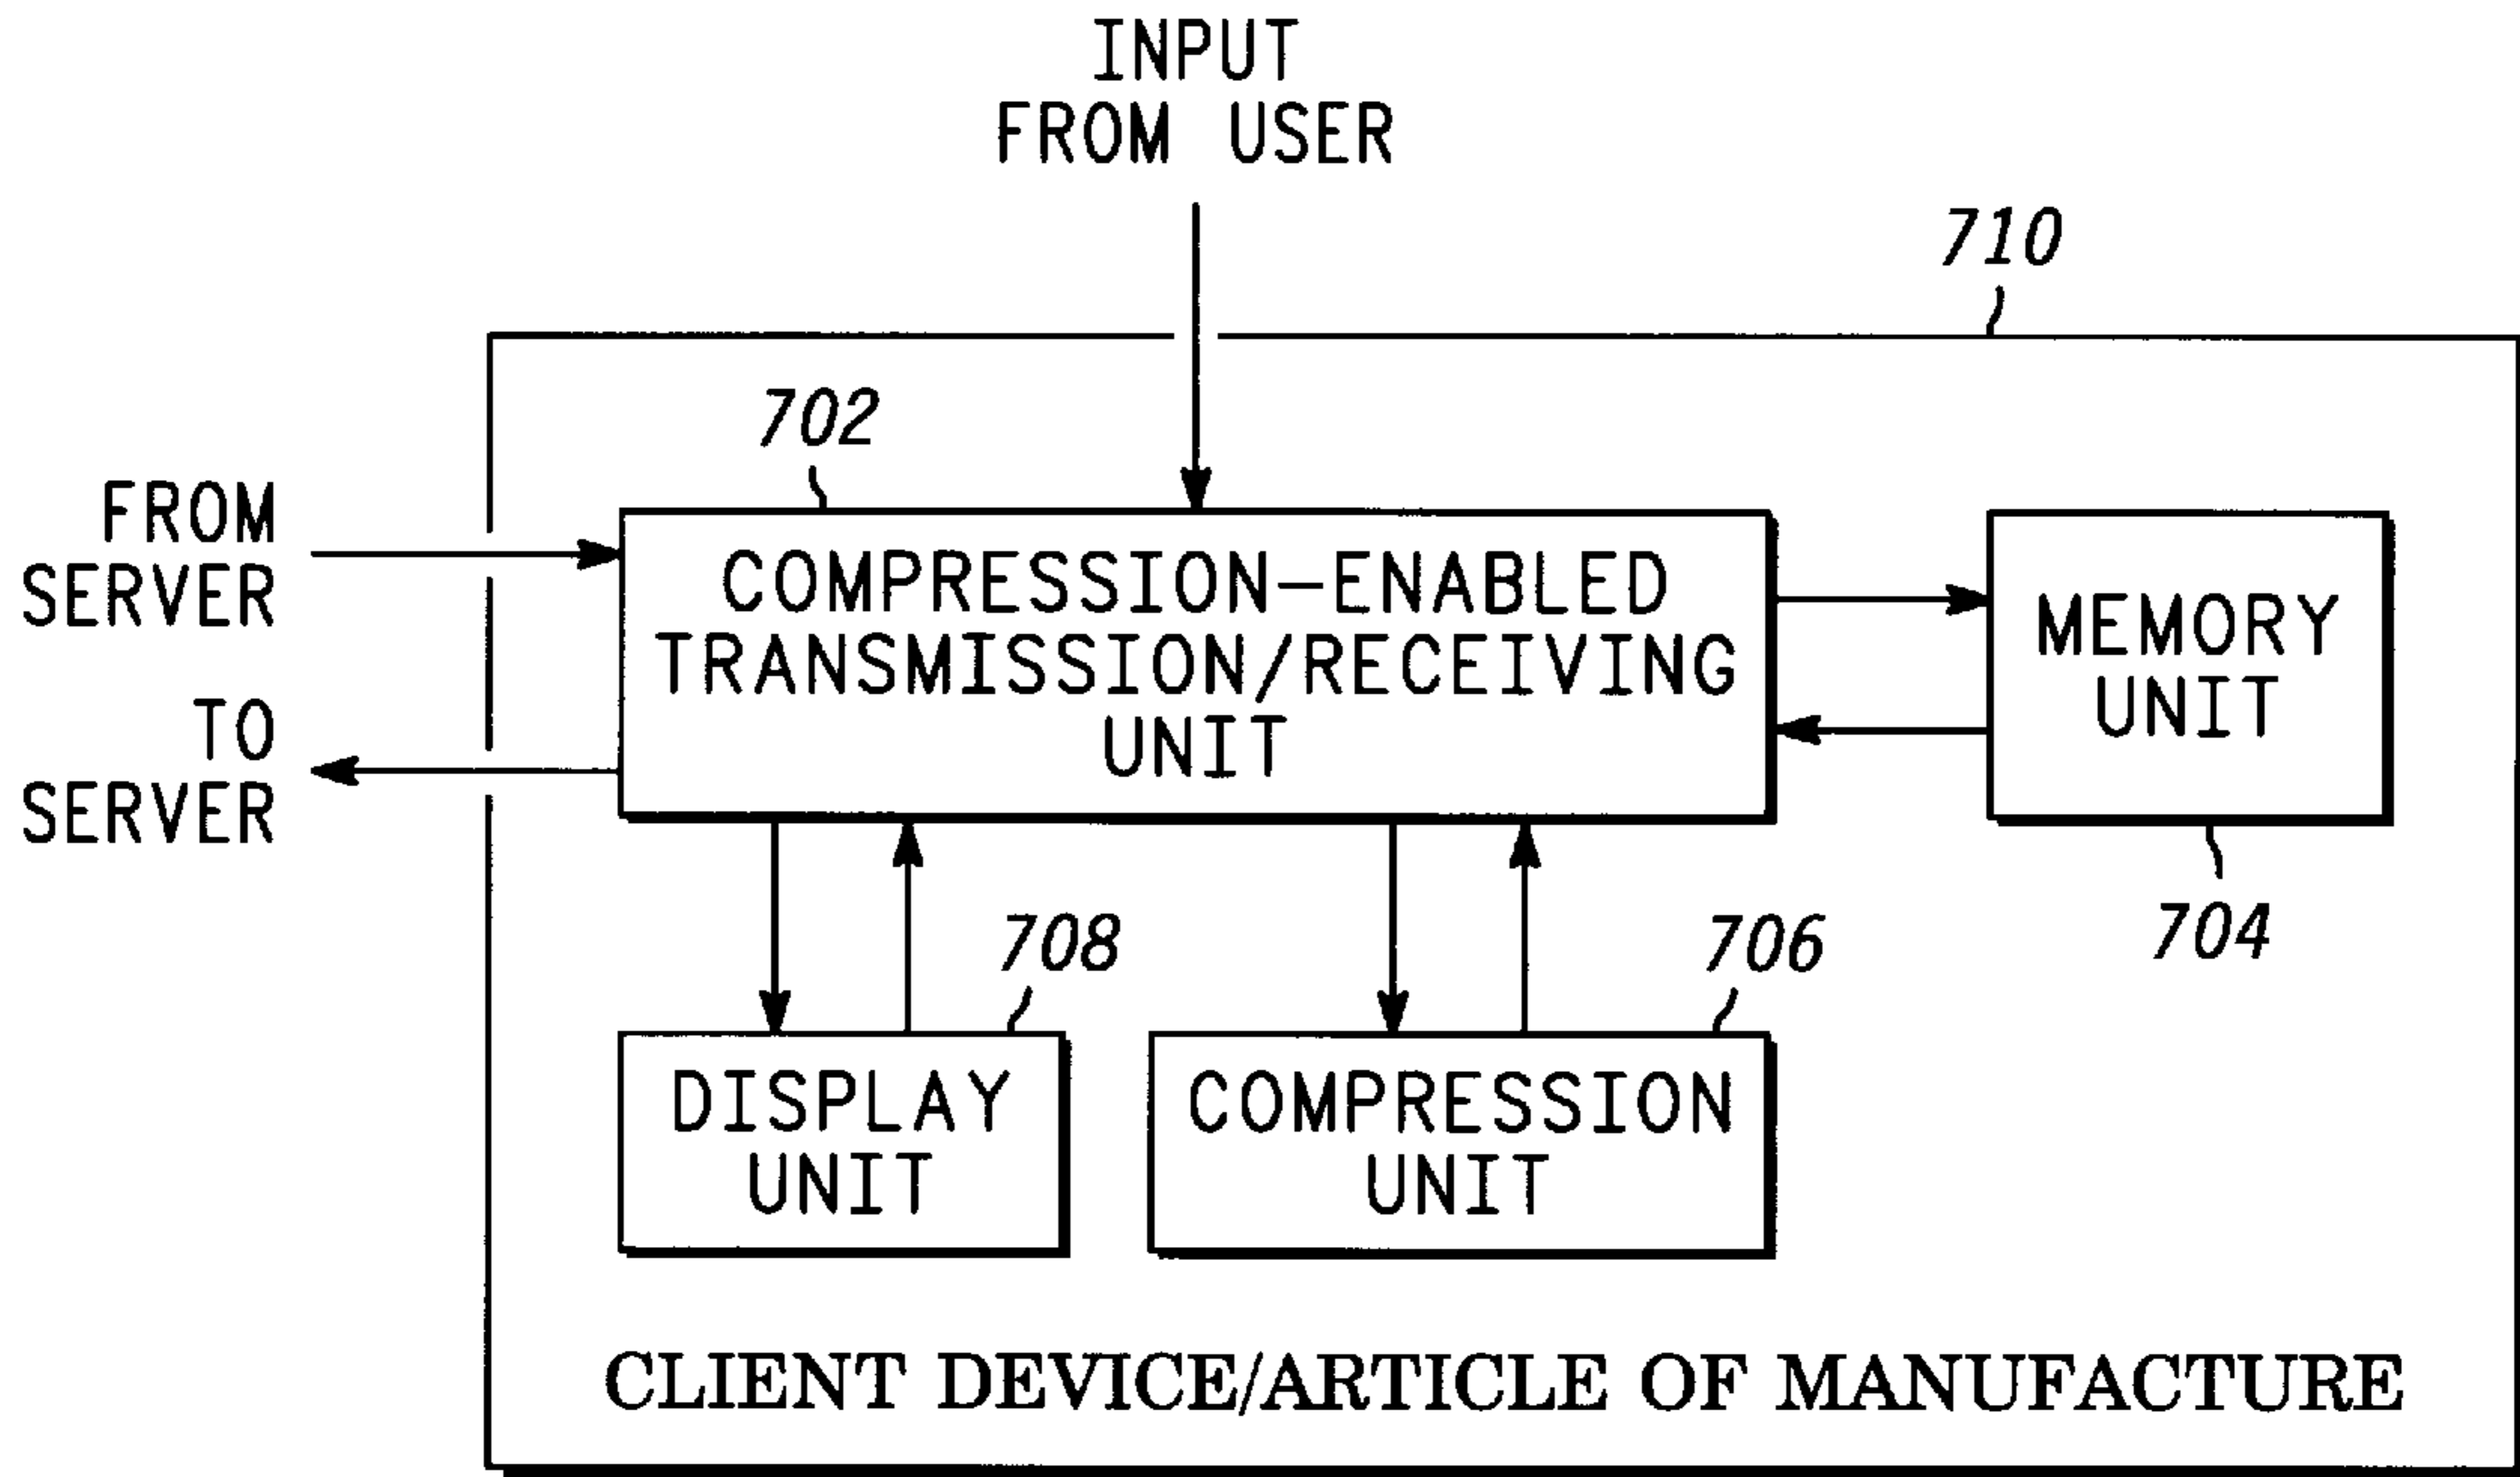 INPUT
FROM USER
710
702
FROM
SERVER
COMPRESSION-ENABLED
TRANSMISSION/RECEIVING
UNIT
MEMORY
UNIT
TO
SERVER
704
708
706
DISPLAY
UNIT
COMPRESSION
UNIT
CLIENT DEVICE/ARTICLE OF MANUFACTURE